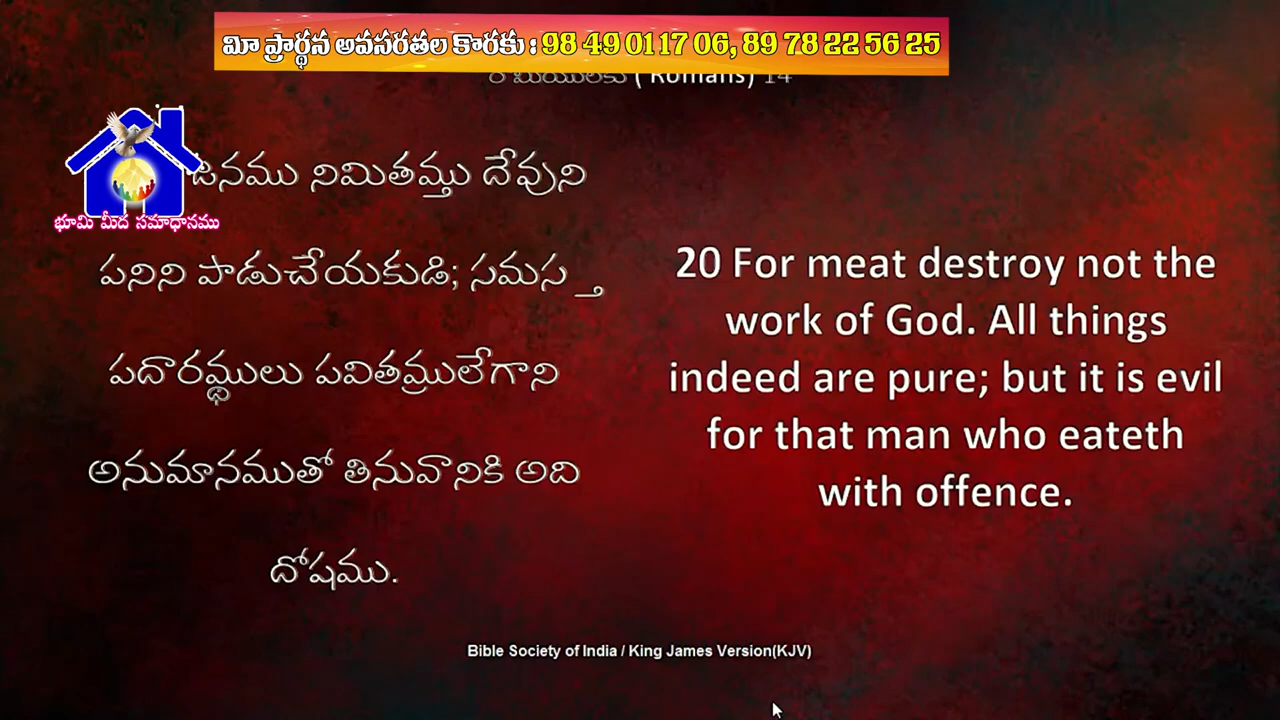 మీ ప్రార్థన అవసరతల కొరకు : 98 49 01 17 06, 89 78 22 56 25
( Romans) 14
నిమితమ్తు దేవుని
భూమి మీద సమాధానము
పనిని పాడుచేయకుడి; సమస ్త
పదారమ్థులు పవితమ్రులేగాని
అనుమానముతో తినువానికి అది
దోషము.
20 For meat destroy not the
work of God. All things
indeed are pure; but it is evil
for that man who eateth
with offence.
Bible Society of India / King James Version(KJV)